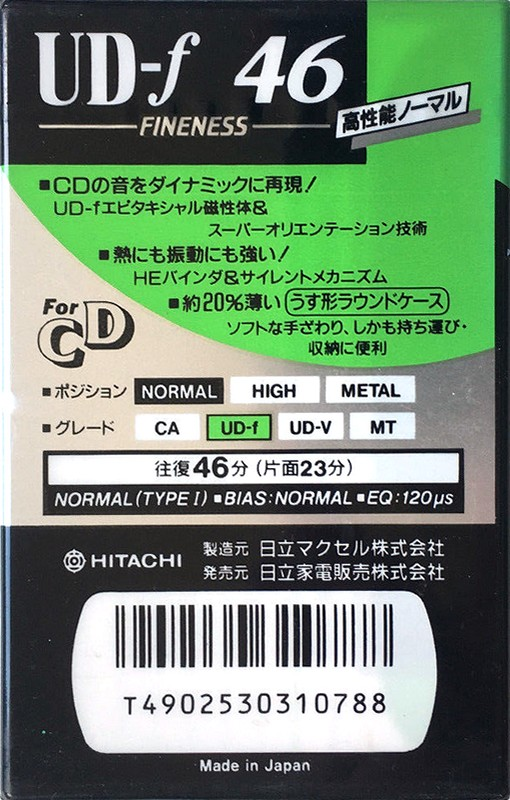 UD-f 46
FINENESS
高性能ノーマル
■CDの音をダイナミックに再現!
UD-fエピタキシャル磁性体&
スーパーオリエンテーション技術
■熱にも振動にも強い!
HEバインダ&サイレントメカニズム
■約20%薄い うす形ラウンドケース
ソフトな手ざわり、しかも持ち運び・
収納に便利
For
CD
■ポジション NORMAL HIGH METAL
■グレード CA UD-f UD-V MT
往復46分(片面23分)
NORMAL(TYPE I)■BIAS:NORMAL■EQ:120μs
HITACHI
製造元 日立マクセル株式会社
発売元 日立家電販売株式会社
T4902530310788
Made in Japan